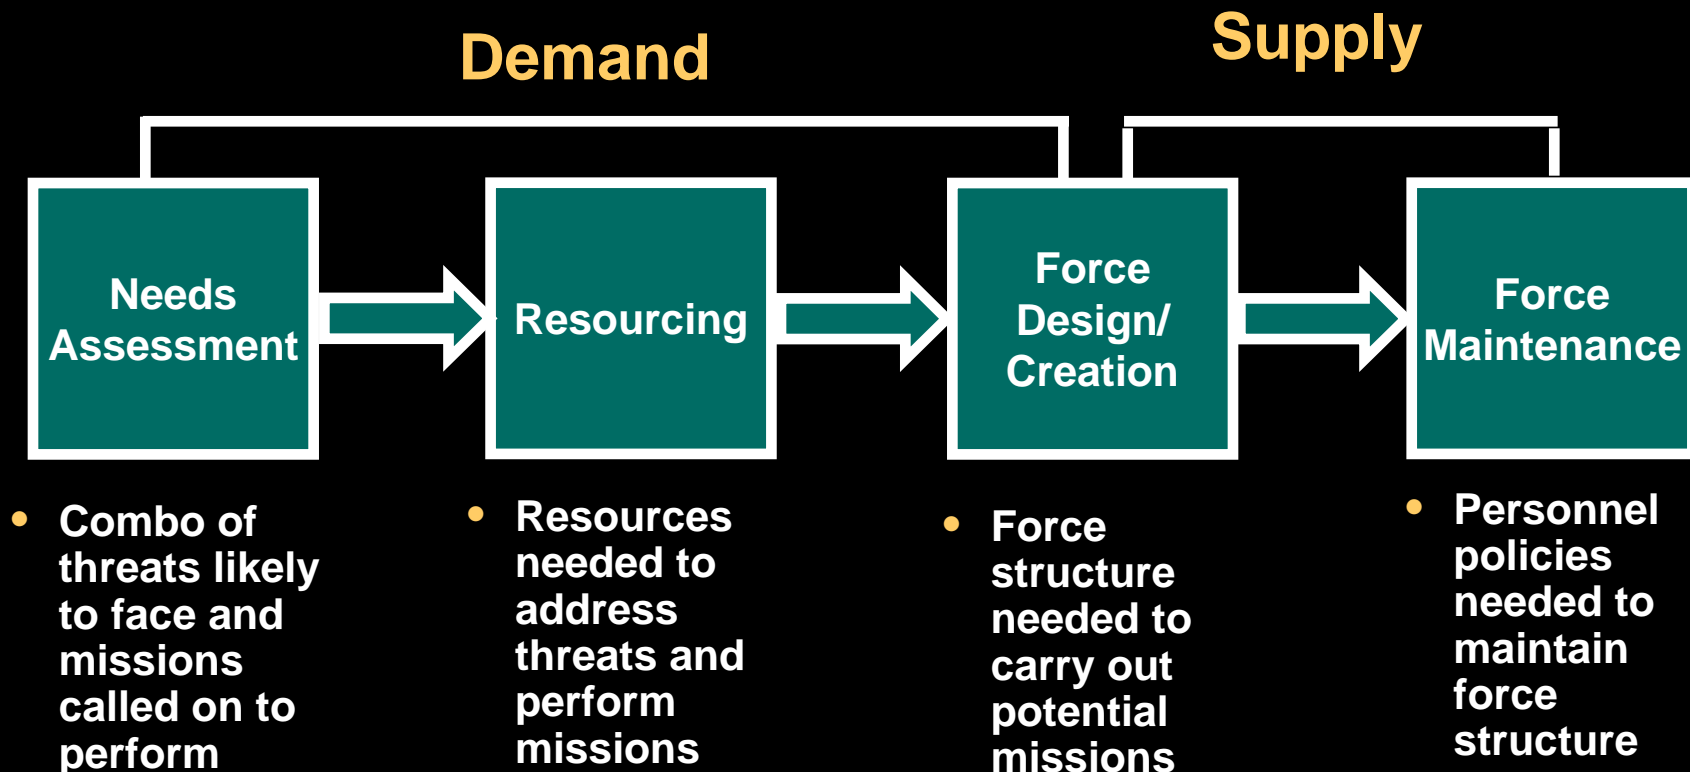 Demand
Supply
Needs
Assessment
Resourcing
Force
Design/
Creation
Force
Maintenance
• Combo of
threats likely
to face and
missions
called on to
perform
• Resources
needed to
address
threats and
perform
missions
• Force
structure
needed to
carry out
potential
missions
• Personnel
policies
needed to
maintain
force
structure